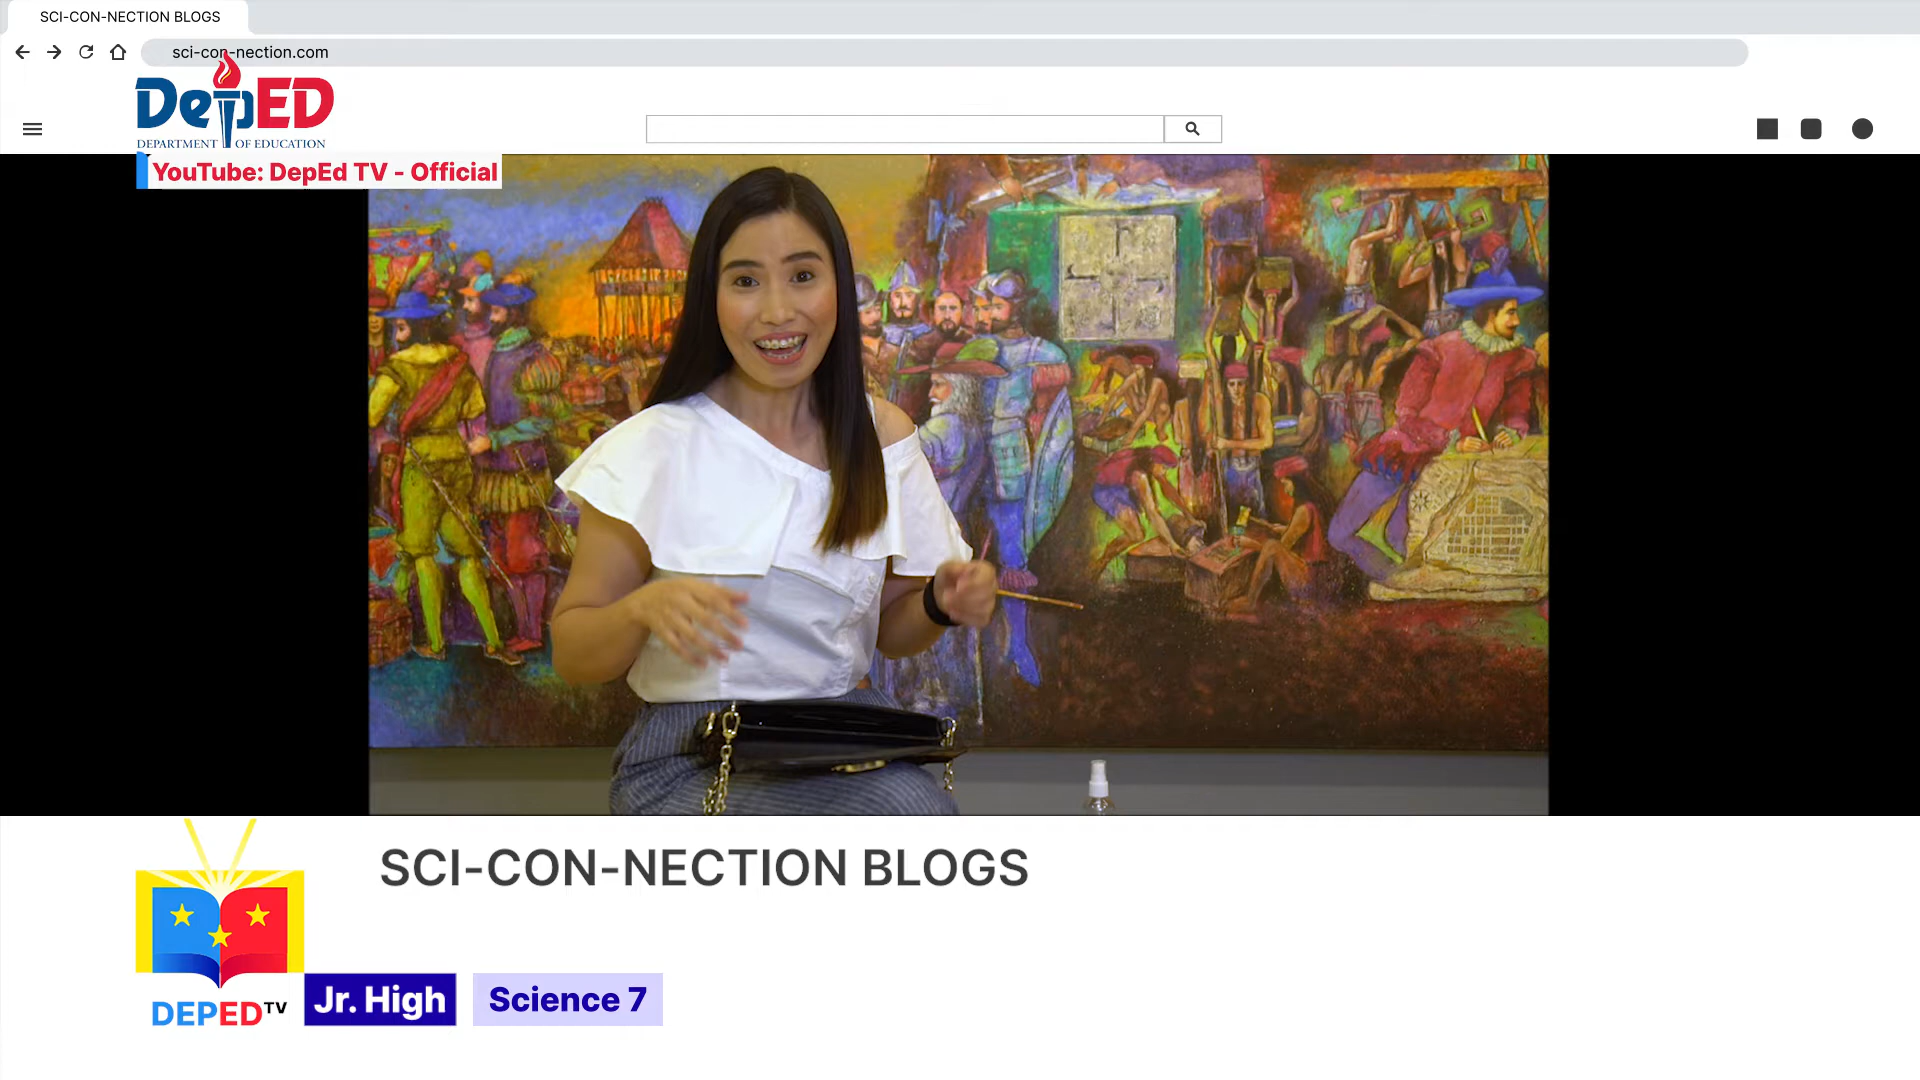 SCI-CON-NECTION BLOGS
sci-con-nection.com
DepED
DEPARTMENT OF EDUCATION
YouTube: DepEd TV - Official
SCI-CON-NECTION BLOGS
DEPED TV
Jr. High
Science 7